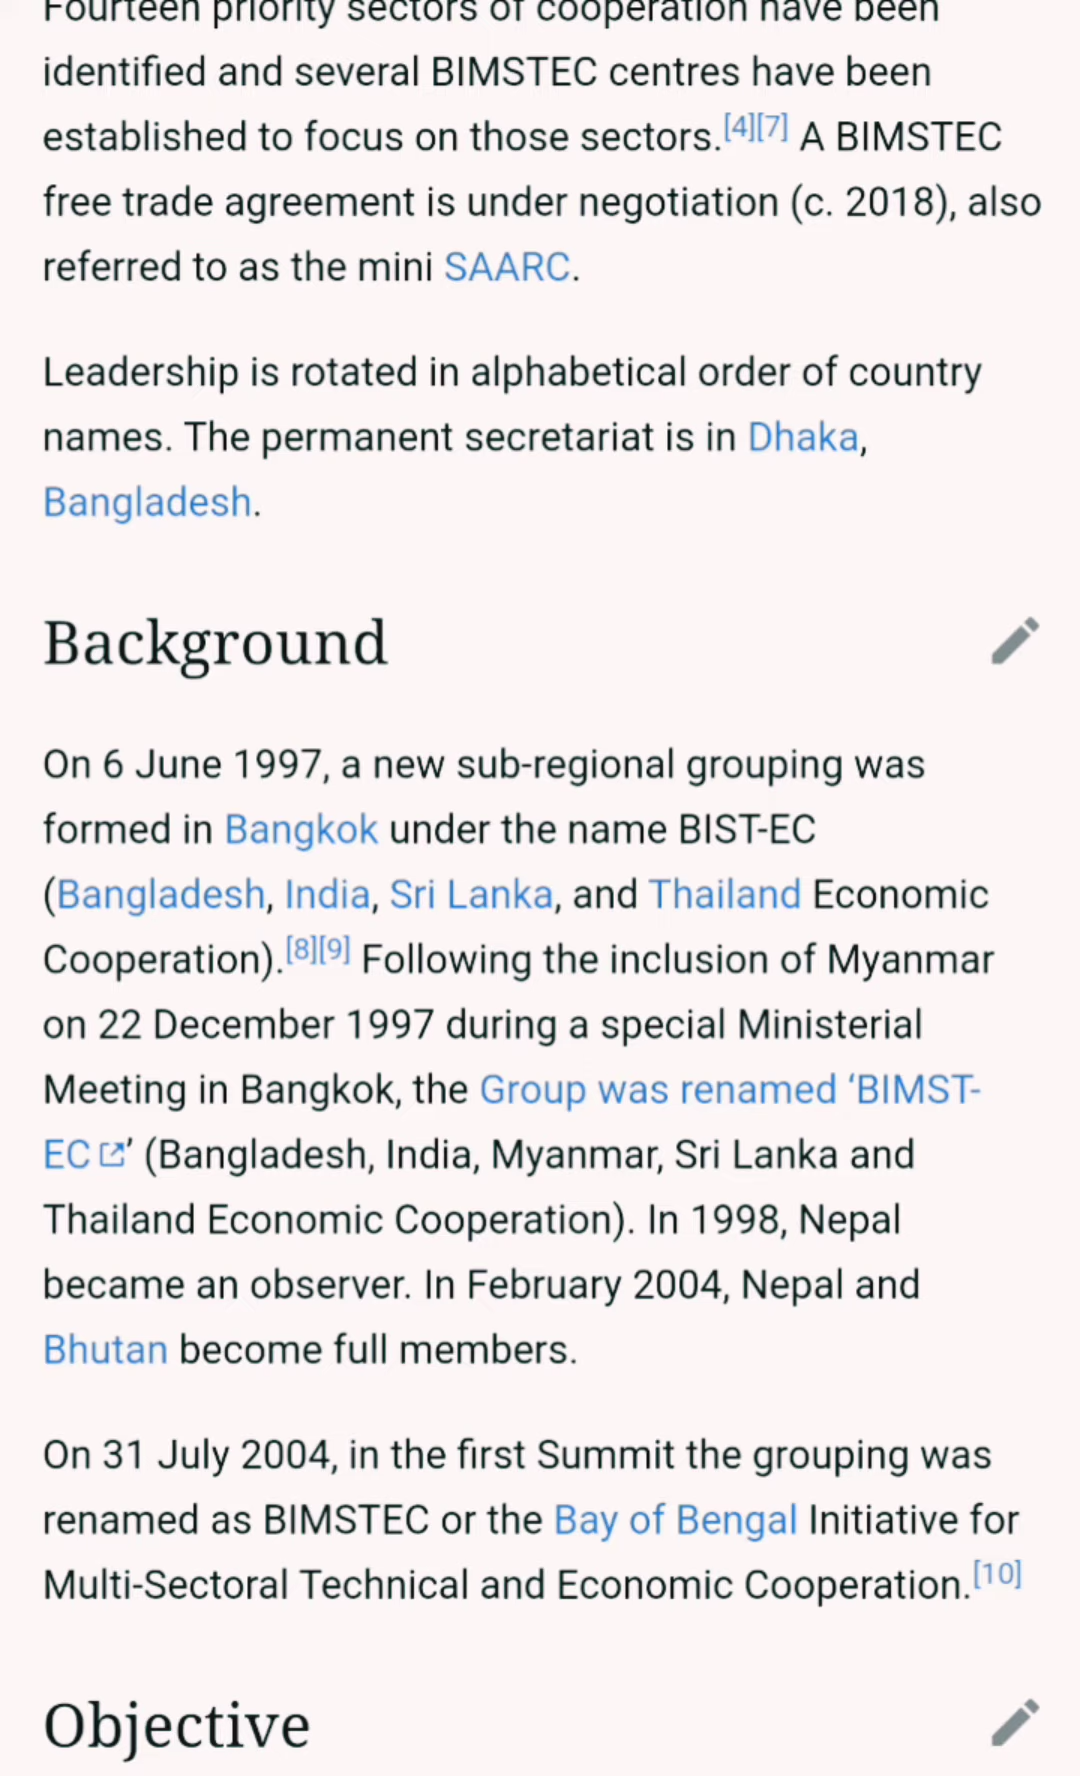 Fourteen priority sectors of cooperation have been
identified and several BIMSTEC centres have been
established to focus on those sectors.[4][7] A BIMSTEC
free trade agreement is under negotiation (c. 2018), also
referred to as the mini SAARC.
Leadership is rotated in alphabetical order of country
names. The permanent secretariat is in Dhaka,
Bangladesh.
Background
On 6 June 1997, a new sub-regional grouping was
formed in Bangkok under the name BIST-EC
(Bangladesh, India, Sri Lanka, and Thailand Economic
Cooperation).[8][9] Following the inclusion of Myanmar
on 22 December 1997 during a special Ministerial
Meeting in Bangkok, the Group was renamed ‘BIMST-
EC’ (Bangladesh, India, Myanmar, Sri Lanka and
Thailand Economic Cooperation). In 1998, Nepal
became an observer. In February 2004, Nepal and
Bhutan become full members.
On 31 July 2004, in the first Summit the grouping was
renamed as BIMSTEC or the Bay of Bengal Initiative for
Multi-Sectoral Technical and Economic Cooperation.[10]
Objective